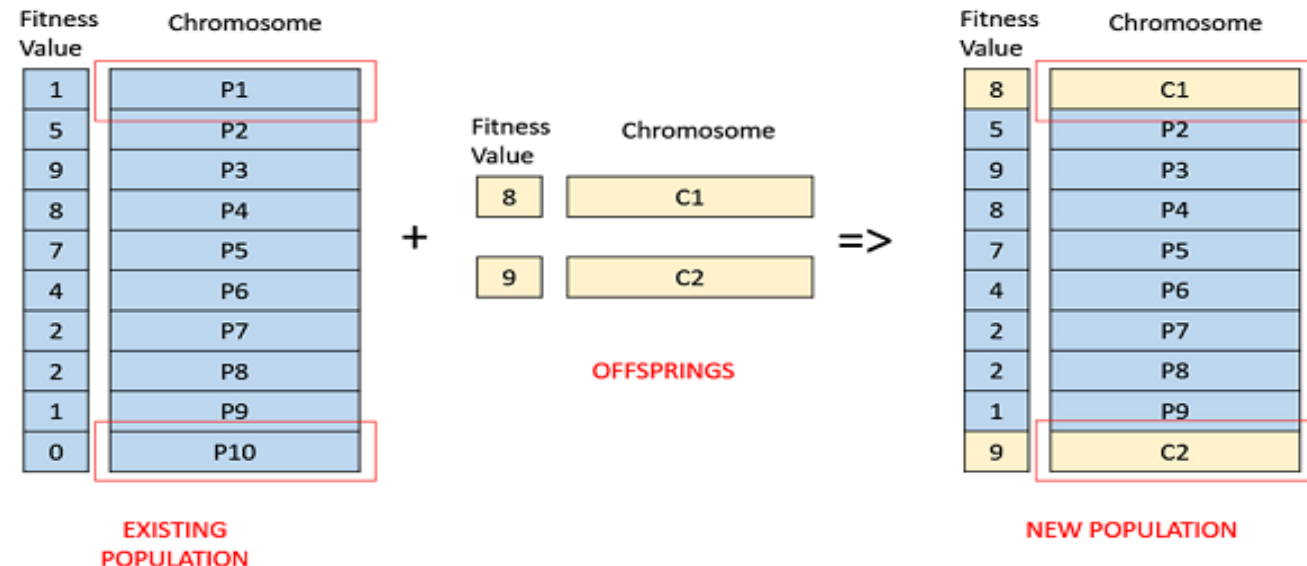 Fitness Value Chromosome
1 P1
5 P2
9 P3
8 P4
7 P5
4 P6
2 P7
2 P8
1 P9
0 P10
EXISTING
POPULATION
+
Fitness Value Chromosome
8 C1
9 C2
OFFSPRINGS
=>
Fitness Value Chromosome
8 C1
5 P2
9 P3
8 P4
7 P5
4 P6
2 P7
2 P8
1 P9
9 C2
NEW POPULATION